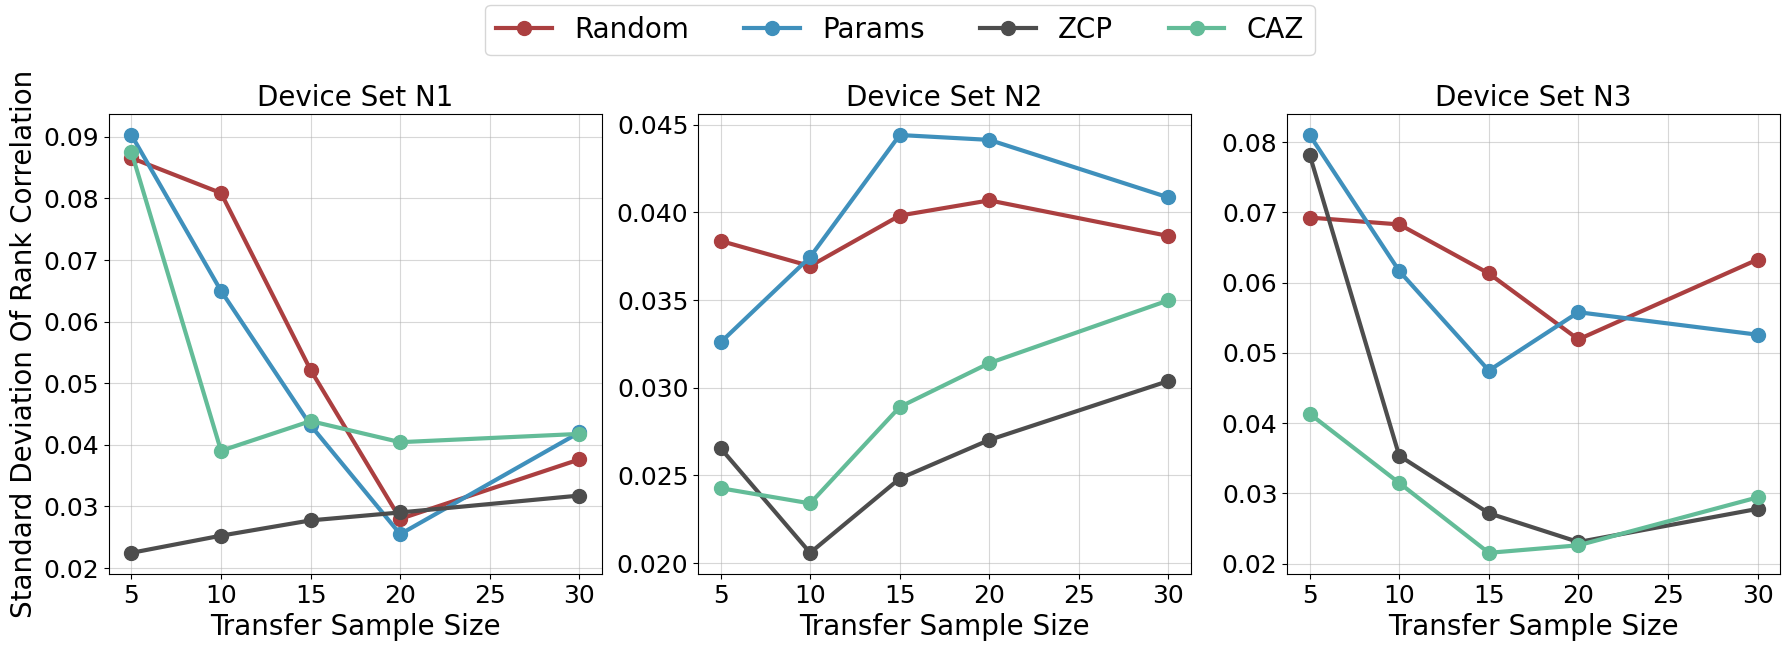 Random Params ZCP CAZ
Standard Deviation Of Rank Correlation
Device Set N1
0.09
0.08
0.07
0.06
0.05
0.04
0.03
0.02
5 10 15 20 25 30
Transfer Sample Size
Device Set N2
0.045
0.040
0.035
0.030
0.025
0.020
5 10 15 20 25 30
Transfer Sample Size
Device Set N3
0.08
0.07
0.06
0.05
0.04
0.03
0.02
5 10 15 20 25 30
Transfer Sample Size